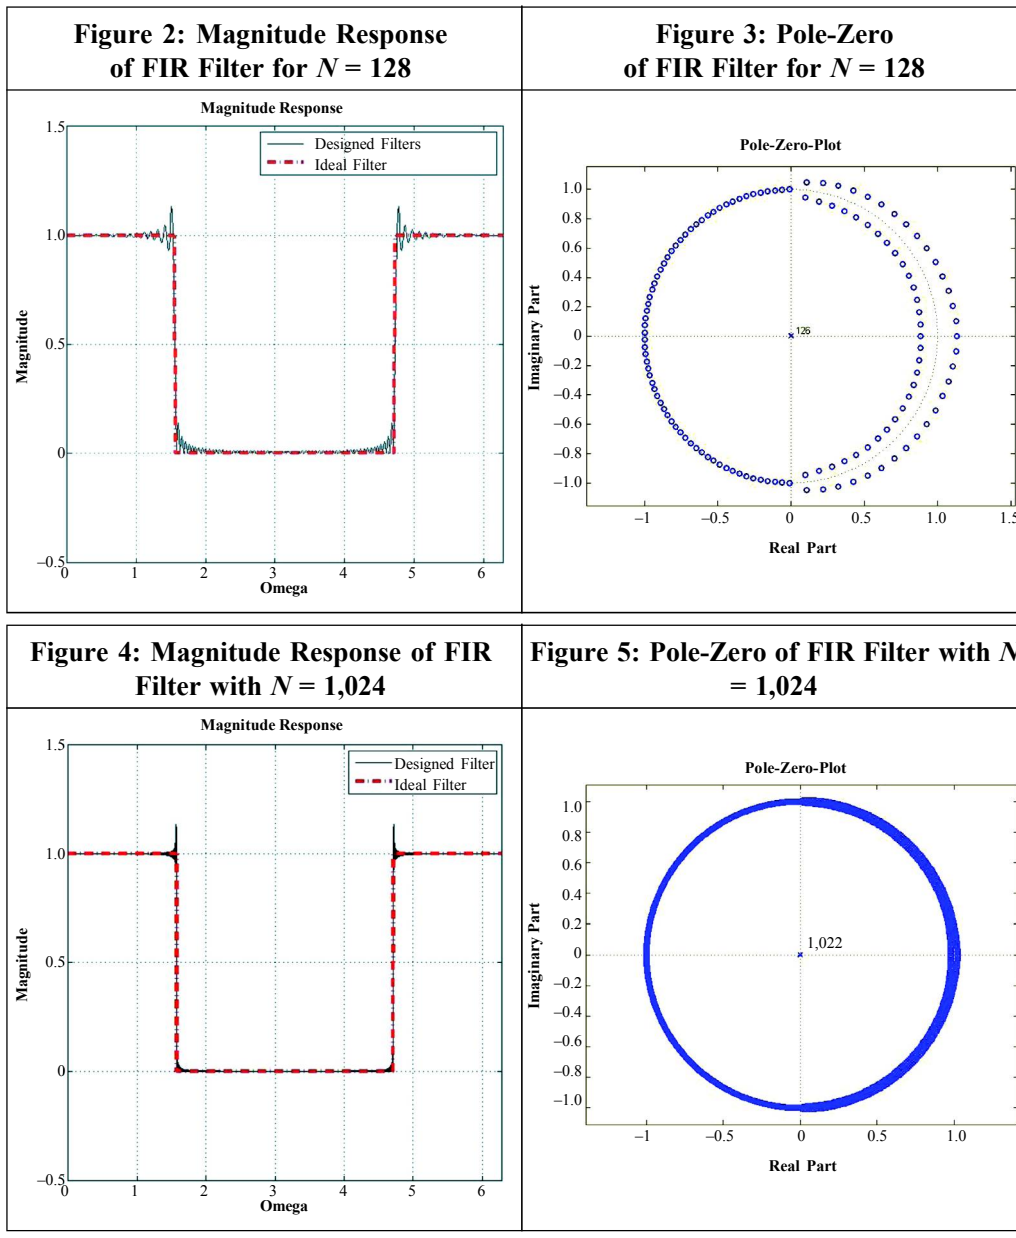 Figure 2: Magnitude Response
of FIR Filter for N = 128
Magnitude Response
1.5
Designed Filters
Ideal Filter
1.0
0.5
0
–0.5
0 1 2 3 4 5 6
Magnitude
Omega
Figure 3: Pole-Zero
of FIR Filter for N = 128
Pole-Zero-Plot
1.0
0.8
0.6
0.4
0.2
0
–0.2
–0.4
–0.6
–0.8
–1.0
126
–1 –0.5 0 0.5 1.0 1.5
Imaginary Part
Real Part
Figure 4: Magnitude Response of FIR
Filter with N = 1,024
Magnitude Response
1.5
Designed Filter
Ideal Filter
1.0
0.5
0
–0.5
0 1 2 3 4 5 6
Magnitude
Omega
Figure 5: Pole-Zero of FIR Filter with N
= 1,024
Pole-Zero-Plot
1.0
0.8
0.6
0.4
0.2
0
–0.2
–0.4
–0.6
–0.8
–1.0
1,022
–1 –0.5 0 0.5 1.0
Imaginary Part
Real Part